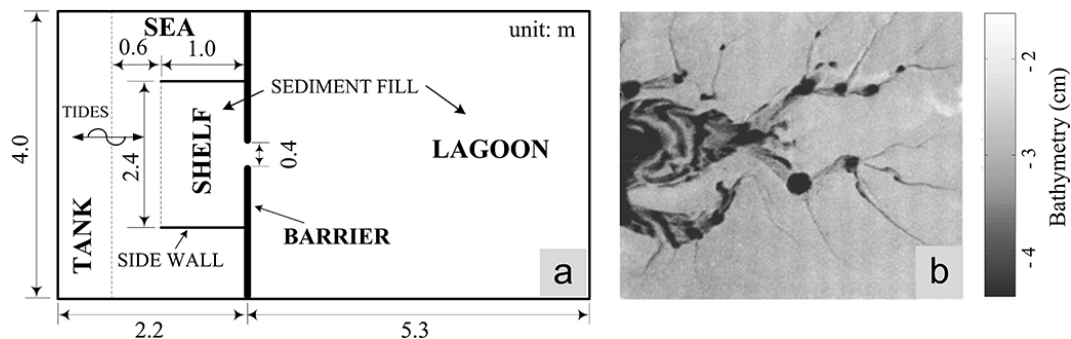 SEA
unit: m
0.6
1.0
SEDIMENT FILL
TIDES
4.0
2.4
SHELF
0.4
LAGOON
TANK
BARRIER
SIDE WALL
a
2.2
5.3
b
- 2
- 3
- 4
Bathymetry (cm)